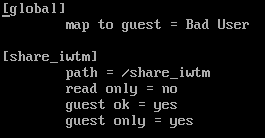 [global]
        map to guest = Bad User

[share_iwtm]
        path = /share_iwtm
        read only = no
        guest ok = yes
        guest only = yes